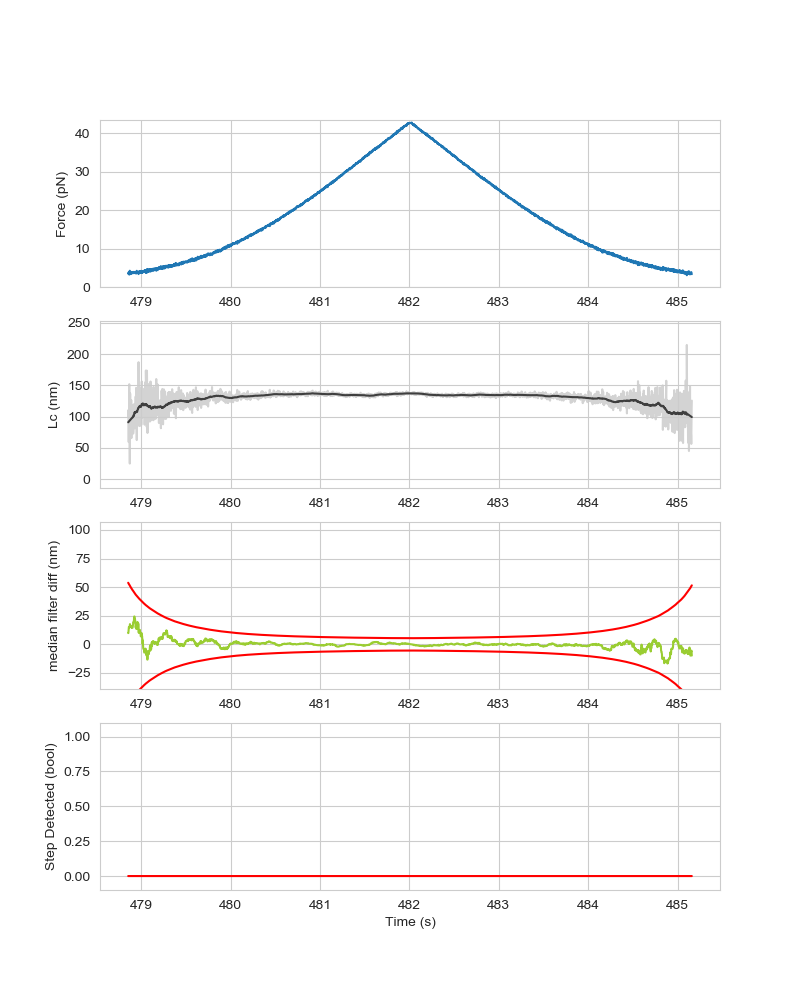 40
30
20
10
0
Force (pN)
479 480 481 482 483 484 485
250
200
150
100
50
0
Lc (nm)
479 480 481 482 483 484 485
100
75
50
25
0
−25
median filter diff (nm)
479 480 481 482 483 484 485
1.00
0.75
0.50
0.25
0.00
Step Detected (bool)
479 480 481 482 483 484 485
Time (s)